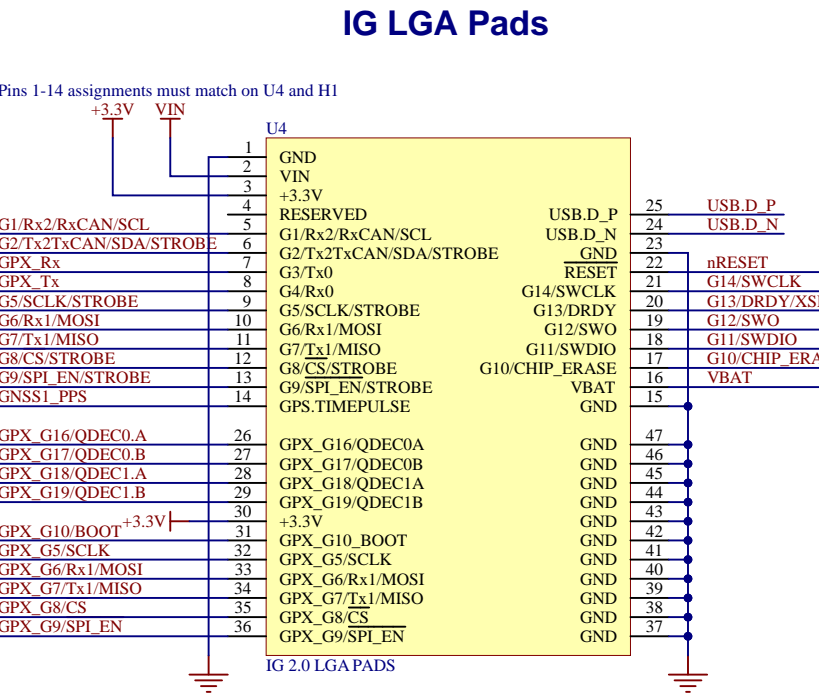 IG LGA Pads
Pins 1-14 assignments must match on U4 and H1
+3.3V VIN
U4
1 GND
2 VIN
3 +3.3V
4 RESERVED USB.D_P 25 USB.D_P
G1/Rx2/RxCAN/SCL 5 G1/Rx2/RxCAN/SCL USB.D_N 24 USB.D_N
G2/Tx2TxCAN/SDA/STROBE 6 G2/Tx2TxCAN/SDA/STROBE GND 23
GPX_Rx 7 G3/Tx0 RESET 22 nRESET
GPX_Tx 8 G4/Rx0 G14/SWCLK 21 G14/SWCLK
G5/SCLK/STROBE 9 G5/SCLK/STROBE G13/DRDY 20 G13/DRDY/XS
G6/Rx1/MOSI 10 G6/Rx1/MOSI G12/SWO 19 G12/SWO
G7/Tx1/MISO 11 G7/Tx1/MISO G11/SWDIO 18 G11/SWDIO
G8/CS/STROBE 12 G8/CS/STROBE G10/CHIP_ERASE 17 G10/CHIP_ERA
G9/SPI_EN/STROBE 13 G9/SPI_EN/STROBE VBAT 16 VBAT
GNSS1_PPS 14 GPS.TIMEPULSE GND 15
GPX_G16/QDEC0.A 26 GPX_G16/QDEC0A GND 47
GPX_G17/QDEC0.B 27 GPX_G17/QDEC0B GND 46
GPX_G18/QDEC1.A 28 GPX_G18/QDEC1A GND 45
GPX_G19/QDEC1.B 29 GPX_G19/QDEC1B GND 44
+3.3V 30 +3.3V GND 43
GPX_G10/BOOT 31 GPX_G10_BOOT GND 42
GPX_G5/SCLK 32 GPX_G5/SCLK GND 41
GPX_G6/Rx1/MOSI 33 GPX_G6/Rx1/MOSI GND 40
GPX_G7/Tx1/MISO 34 GPX_G7/Tx1/MISO GND 39
GPX_G8/CS 35 GPX_G8/CS GND 38
GPX_G9/SPI_EN 36 GPX_G9/SPI_EN GND 37
IG 2.0 LGA PADS